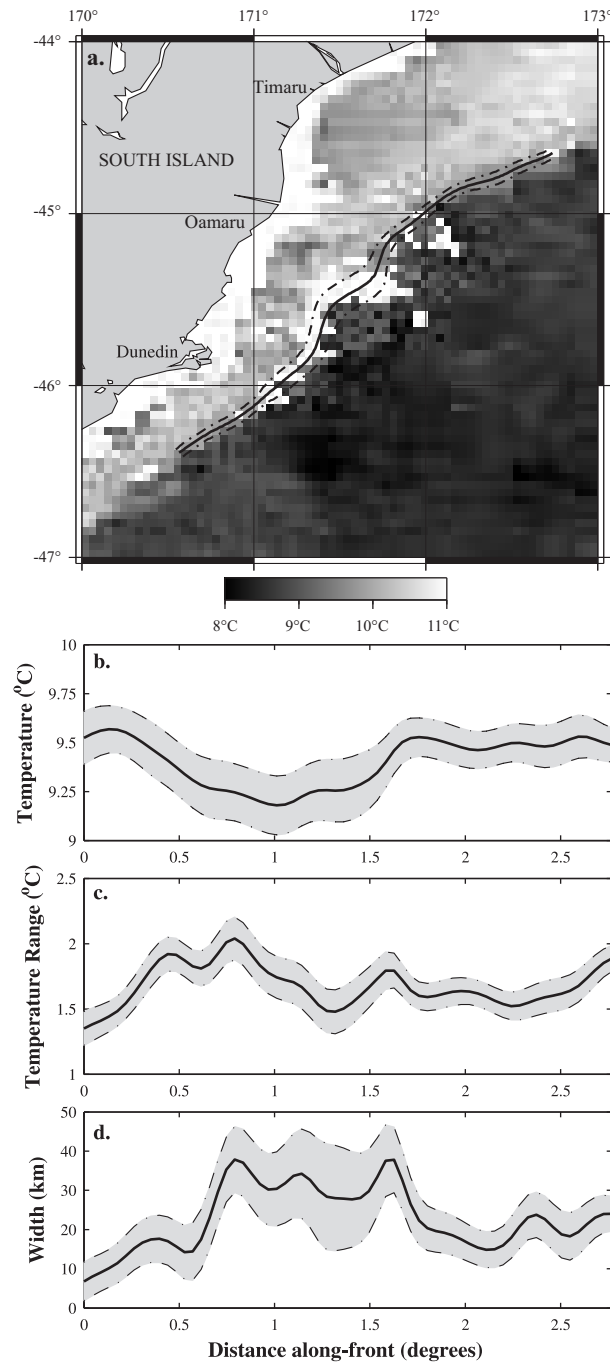 170° 171° 172° 173°
-44°
a.
Timaru
SOUTH ISLAND
-45°
Oamaru
Dunedin
-46°
-47°
8°C 9°C 10°C 11°C
b.
Temperature (°C)
10
9.75
9.5
9.25
9
0 0.5 1 1.5 2 2.5
c.
Temperature Range (°C)
2.5
2
1.5
1
0 0.5 1 1.5 2 2.5
d.
Width (km)
50
40
30
20
10
0
0 0.5 1 1.5 2 2.5
Distance along-front (degrees)